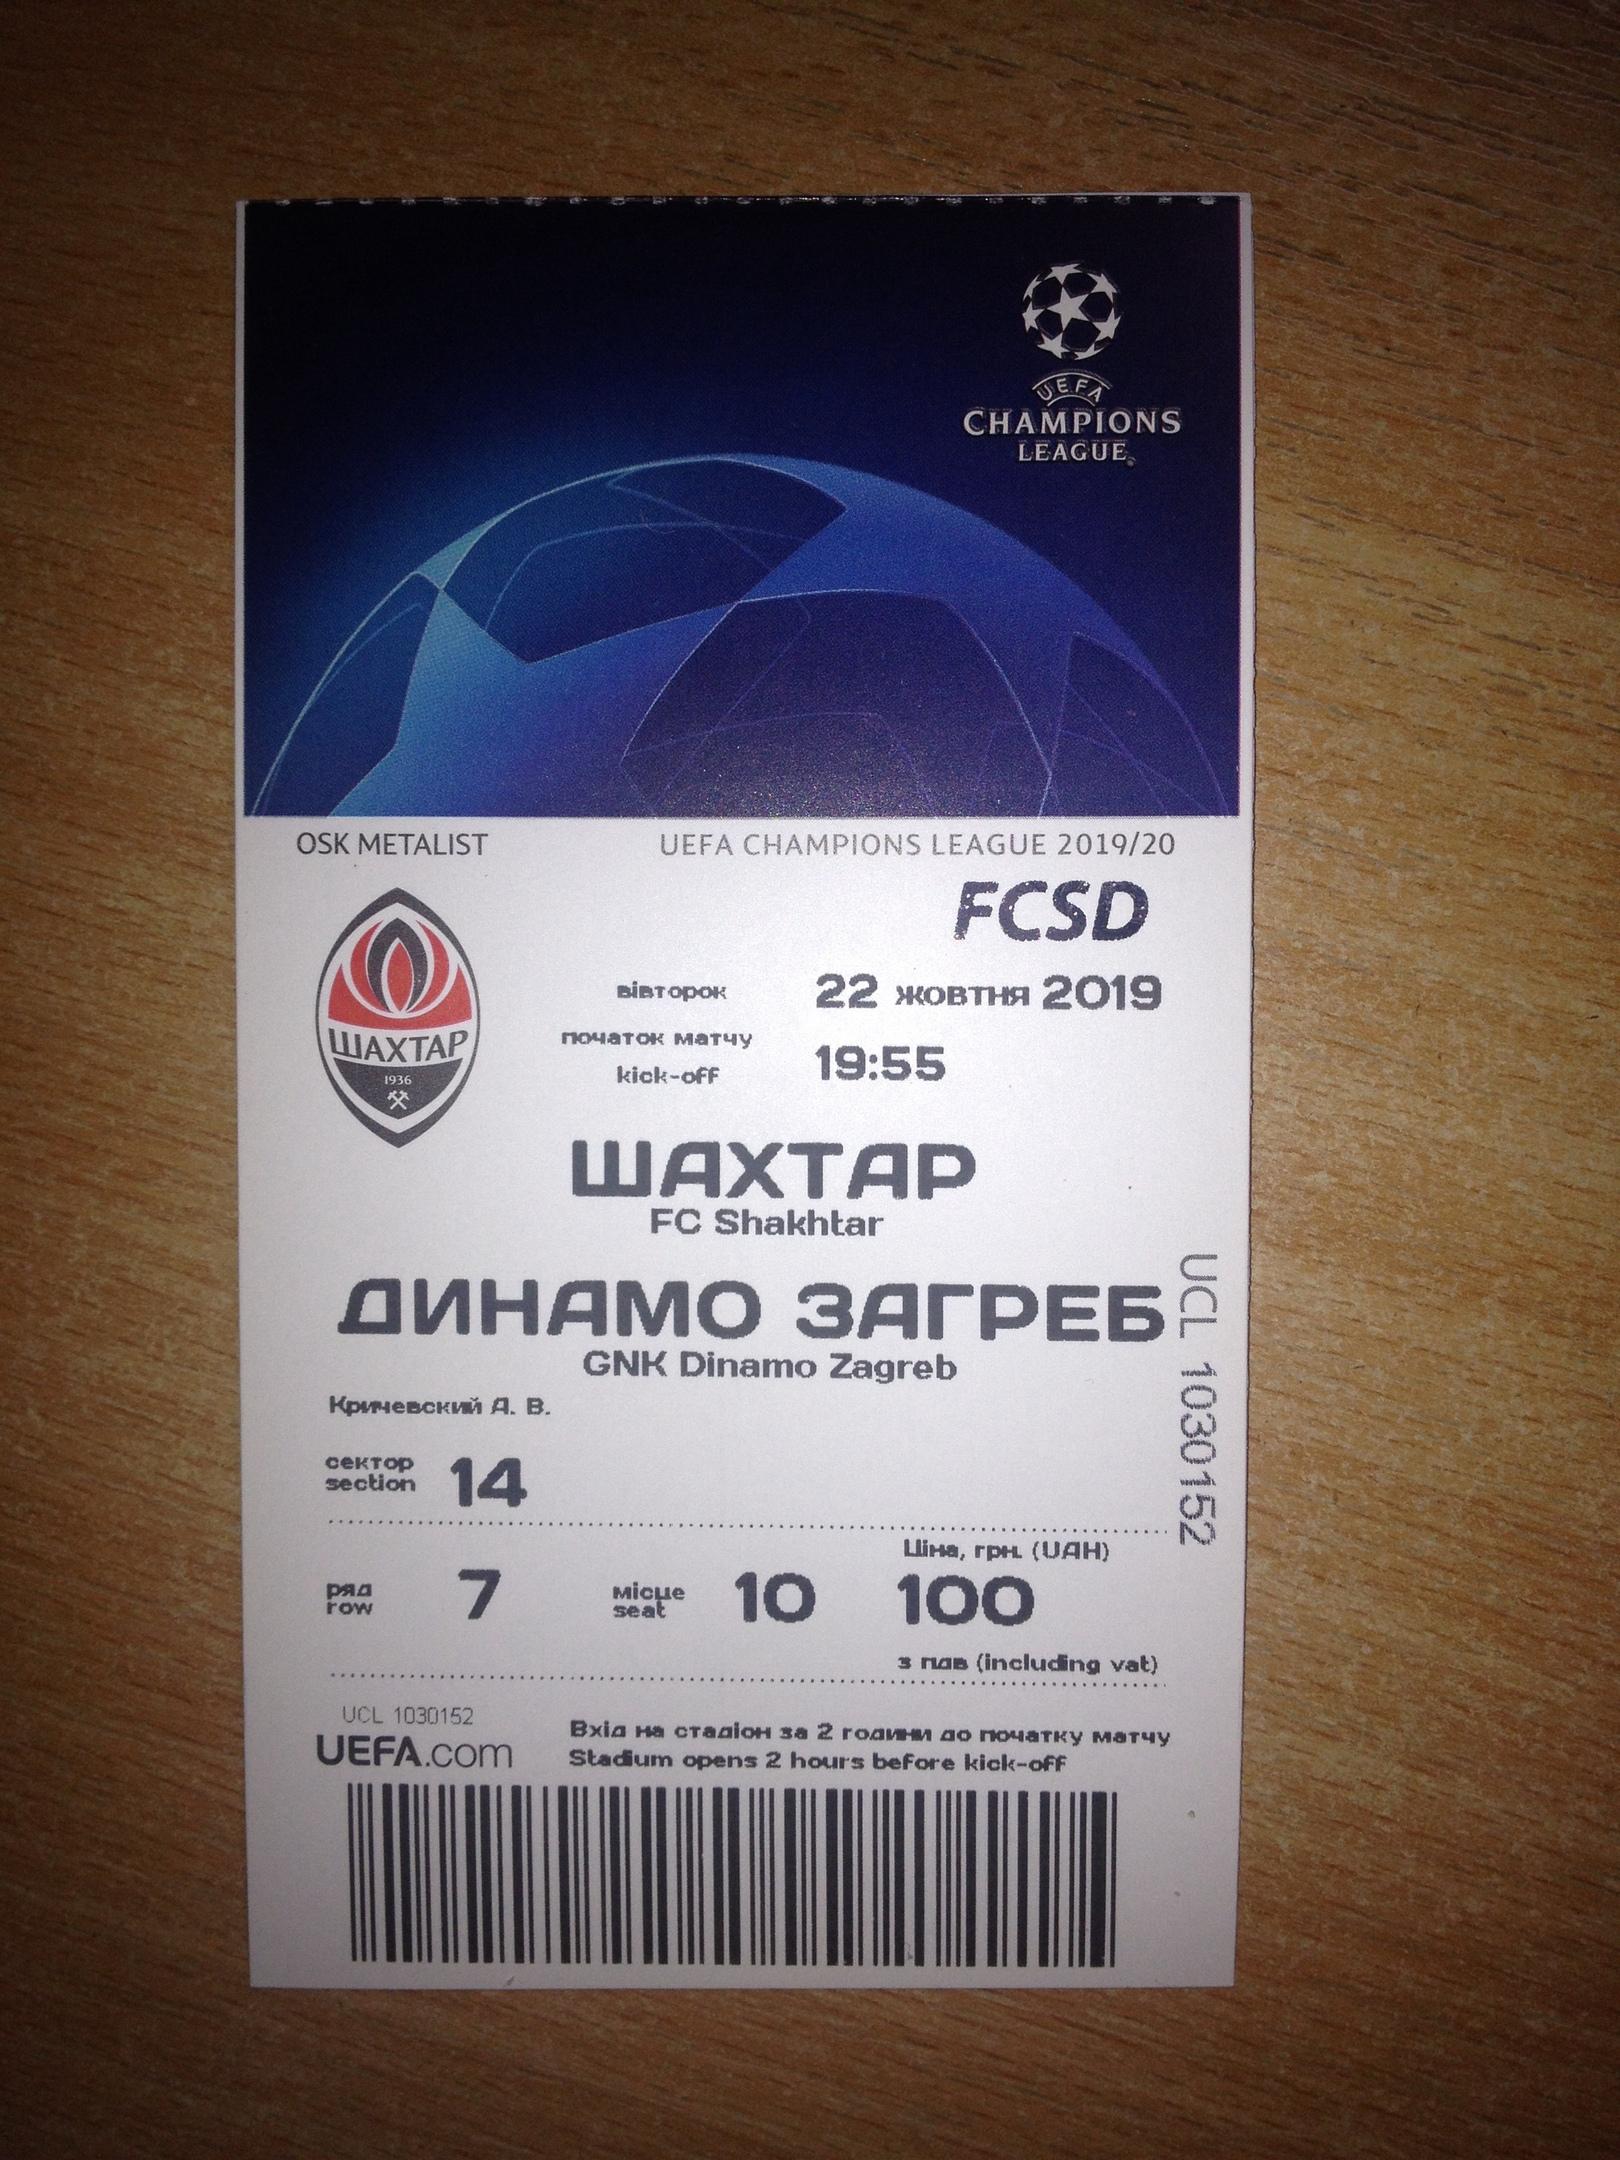 UEFA
CHAMPIONS
LEAGUE
OSK METALIST
UEFA CHAMPIONS LEAGUE 2019/20
FCSD
ШАХТАР
1936
вівторок 22 жовтня 2019
початок матчу
kick-off
19:55
ШАХТАР
FC Shakhtar
ДИНАМО ЗАГРЕБ
GNK Dinamo Zagreb
UCL 1030152
Кричевский А. В.
сектор
section
14
Ціна, грн. (UAH)
ряд
row
7
місце
seat
10
100
з пдв (including vat)
UCL 1030152
UEFA.com
Вхід на стадіон за 2 години до початку матчу
Stadium opens 2 hours before kick-off